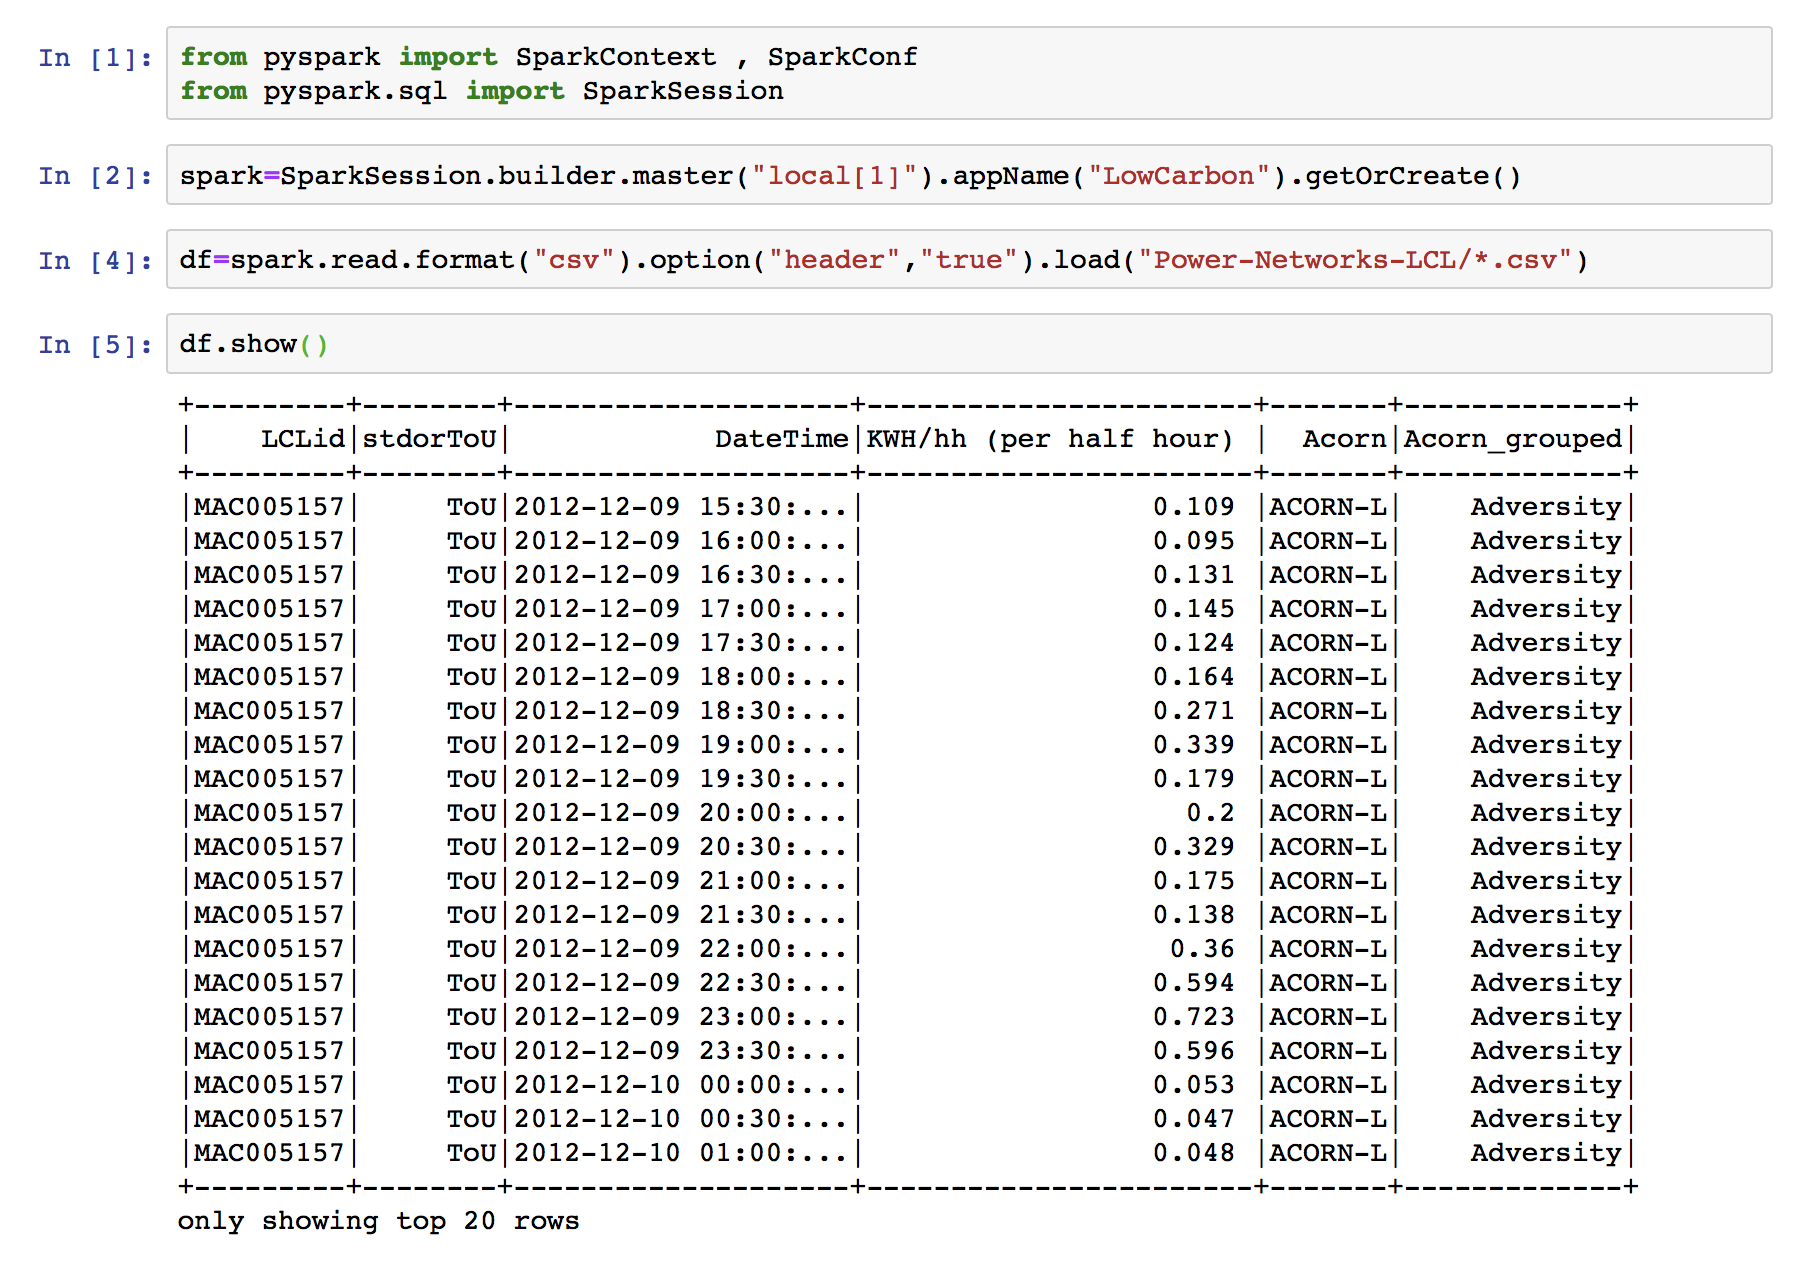 In [1]: from pyspark import SparkContext , SparkConf
from pyspark.sql import SparkSession
In [2]: spark=SparkSession.builder.master("local[1]").appName("LowCarbon").getOrCreate()
In [4]: df=spark.read.format("csv").option("header","true").load("Power-Networks-LCL/*.csv")
In [5]: df.show()
+---------+--------+--------------------+-----------------------+-------+-------------+
|    LCLid|stdorToU|            DateTime|KWH/hh (per half hour) |  Acorn|Acorn_grouped|
+---------+--------+--------------------+-----------------------+-------+-------------+
|MAC005157|     ToU|2012-12-09 15:30:...|                 0.109 |ACORN-L|    Adversity|
|MAC005157|     ToU|2012-12-09 16:00:...|                 0.095 |ACORN-L|    Adversity|
|MAC005157|     ToU|2012-12-09 16:30:...|                 0.131 |ACORN-L|    Adversity|
|MAC005157|     ToU|2012-12-09 17:00:...|                 0.145 |ACORN-L|    Adversity|
|MAC005157|     ToU|2012-12-09 17:30:...|                 0.124 |ACORN-L|    Adversity|
|MAC005157|     ToU|2012-12-09 18:00:...|                 0.164 |ACORN-L|    Adversity|
|MAC005157|     ToU|2012-12-09 18:30:...|                 0.271 |ACORN-L|    Adversity|
|MAC005157|     ToU|2012-12-09 19:00:...|                 0.339 |ACORN-L|    Adversity|
|MAC005157|     ToU|2012-12-09 19:30:...|                 0.179 |ACORN-L|    Adversity|
|MAC005157|     ToU|2012-12-09 20:00:...|                   0.2 |ACORN-L|    Adversity|
|MAC005157|     ToU|2012-12-09 20:30:...|                 0.329 |ACORN-L|    Adversity|
|MAC005157|     ToU|2012-12-09 21:00:...|                 0.175 |ACORN-L|    Adversity|
|MAC005157|     ToU|2012-12-09 21:30:...|                 0.138 |ACORN-L|    Adversity|
|MAC005157|     ToU|2012-12-09 22:00:...|                  0.36 |ACORN-L|    Adversity|
|MAC005157|     ToU|2012-12-09 22:30:...|                 0.594 |ACORN-L|    Adversity|
|MAC005157|     ToU|2012-12-09 23:00:...|                 0.723 |ACORN-L|    Adversity|
|MAC005157|     ToU|2012-12-09 23:30:...|                 0.596 |ACORN-L|    Adversity|
|MAC005157|     ToU|2012-12-10 00:00:...|                 0.053 |ACORN-L|    Adversity|
|MAC005157|     ToU|2012-12-10 00:30:...|                 0.047 |ACORN-L|    Adversity|
|MAC005157|     ToU|2012-12-10 01:00:...|                 0.048 |ACORN-L|    Adversity|
+---------+--------+--------------------+-----------------------+-------+-------------+
only showing top 20 rows